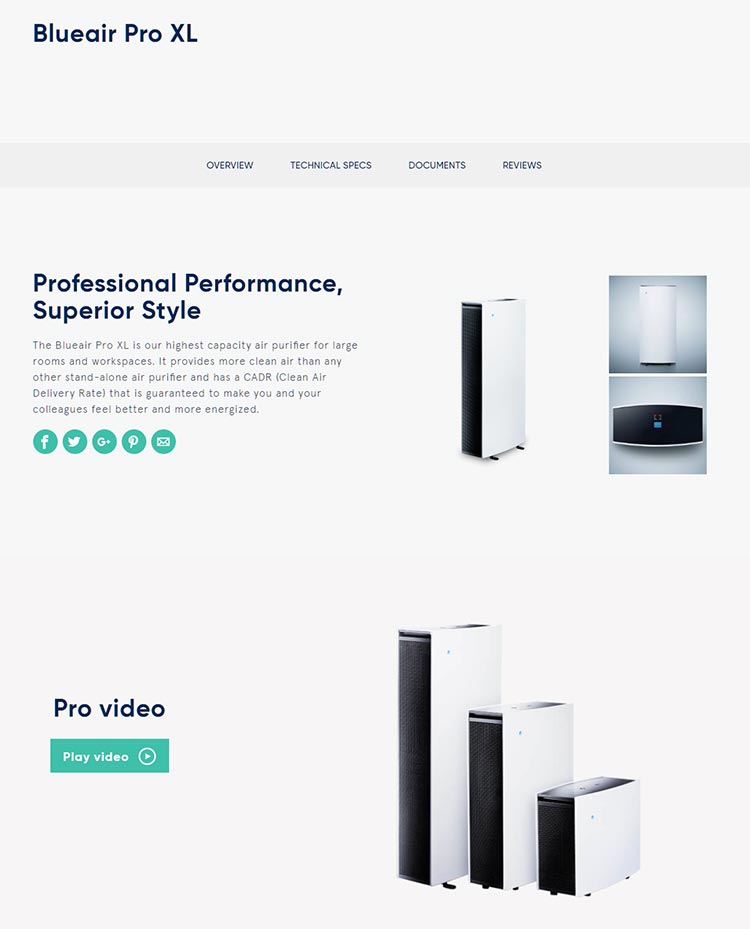 Blueair Pro XL
OVERVIEW
TECHNICAL SPECS
DOCUMENTS
REVIEWS
Professional Performance,
Superior Style
The Blueair Pro XL is our highest capacity air purifier for large
rooms and workspaces. It provides more clean air than any
other stand-alone air purifier and has a CADR (Clean Air
Delivery Rate) that is guaranteed to make you and your
colleagues feel better and more energized.
Pro video
Play video